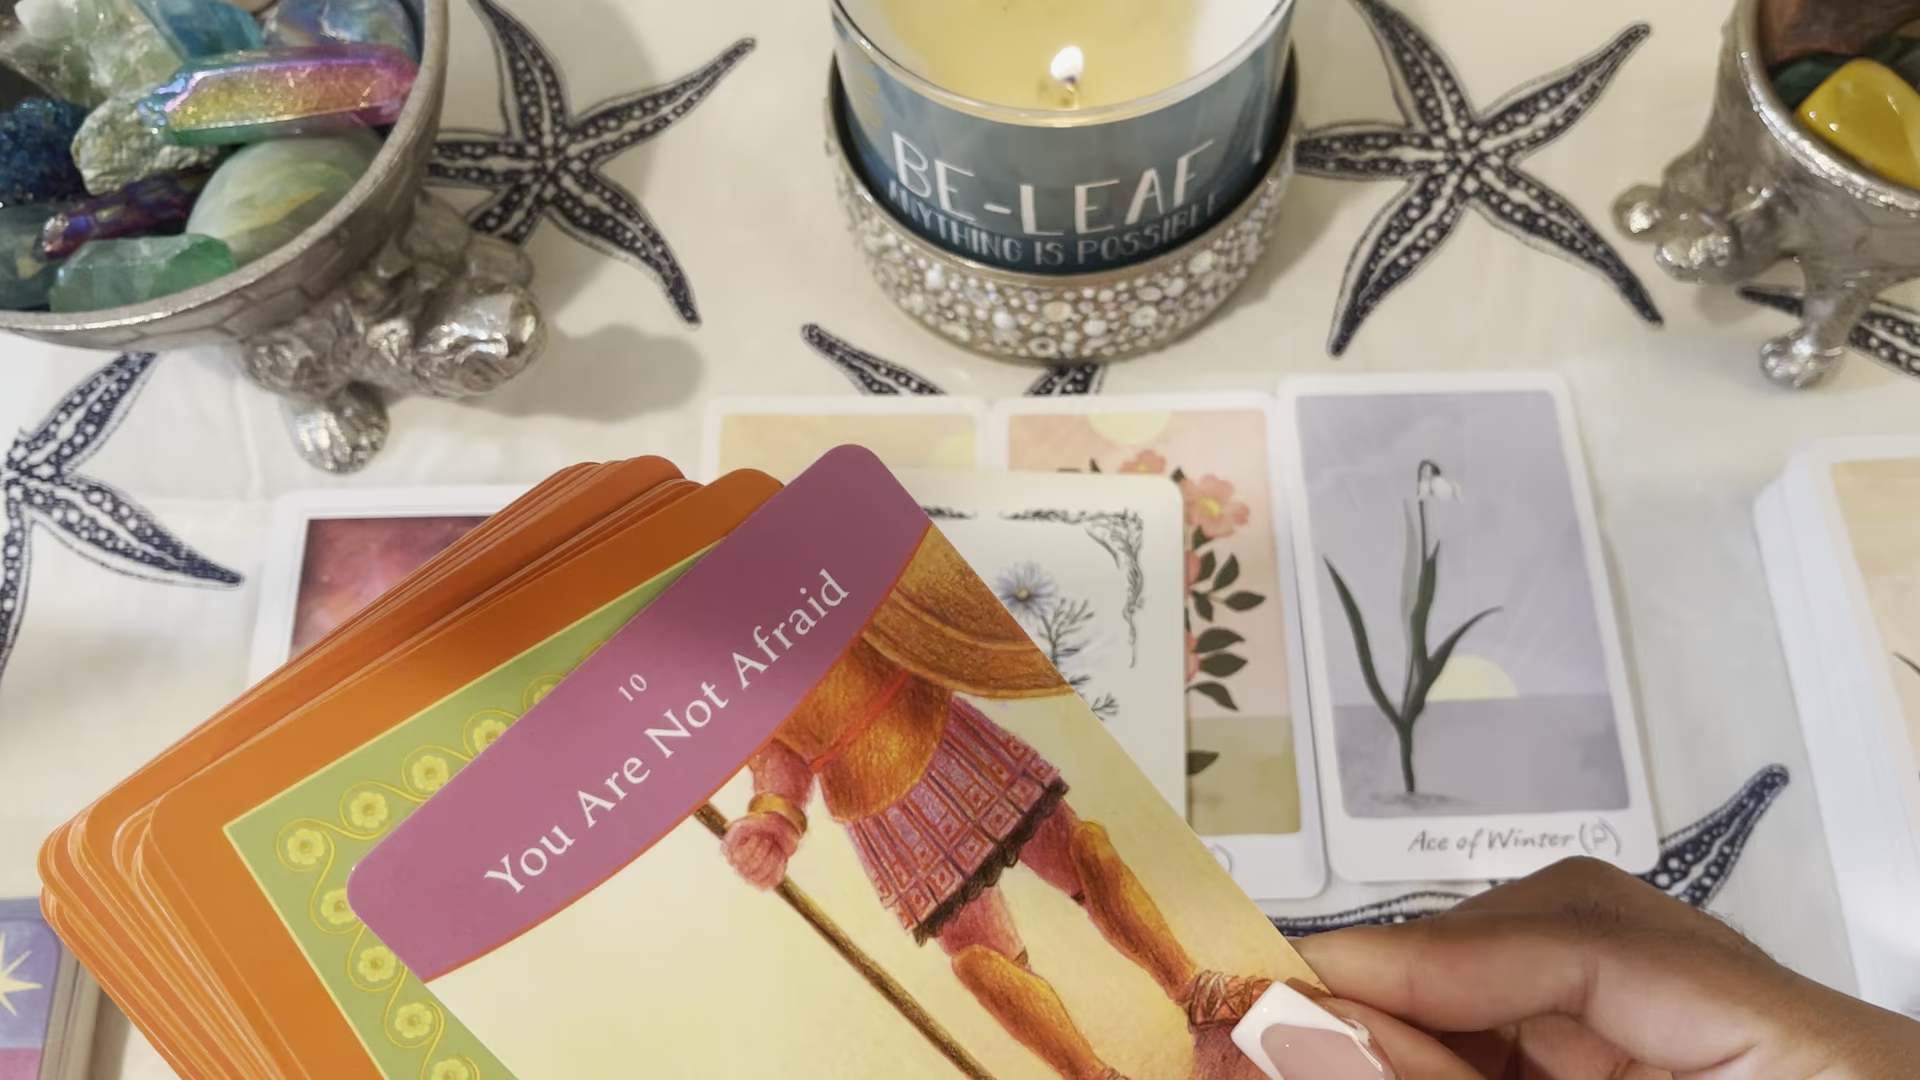 BE-LEAF
ANYTHING IS POSSIBLE
10
You Are Not Afraid
Ace of Winter